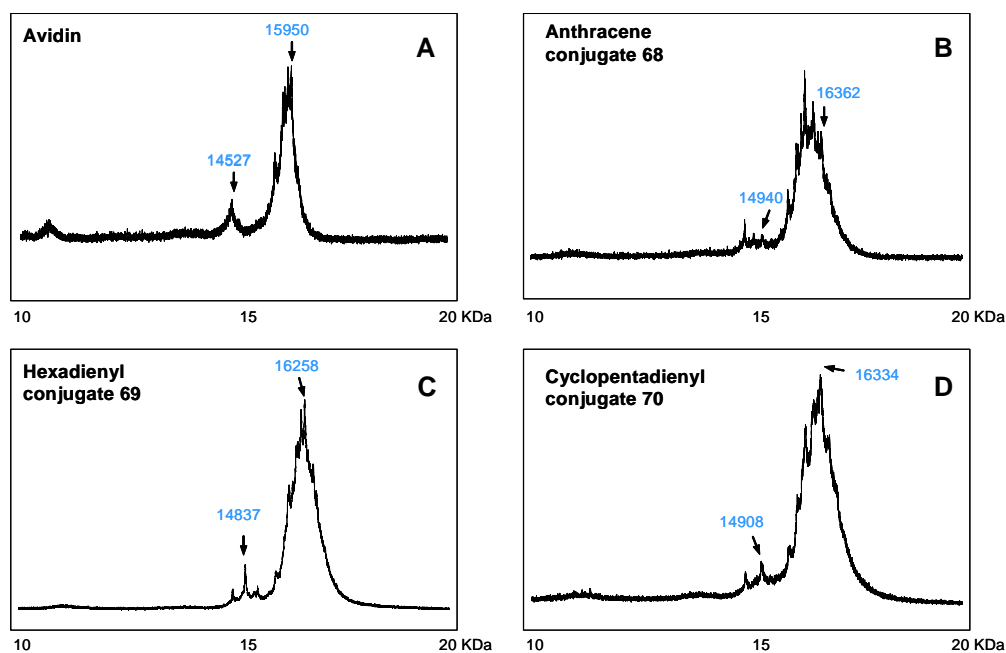 Avidin
A
15950
14527
10
15
20 KDa
Anthracene
conjugate 68
B
16362
14940
10
15
20 KDa
Hexadienyl
conjugate 69
C
16258
14837
10
15
20 KDa
Cyclopentadienyl
conjugate 70
D
16334
14908
10
15
20 KDa